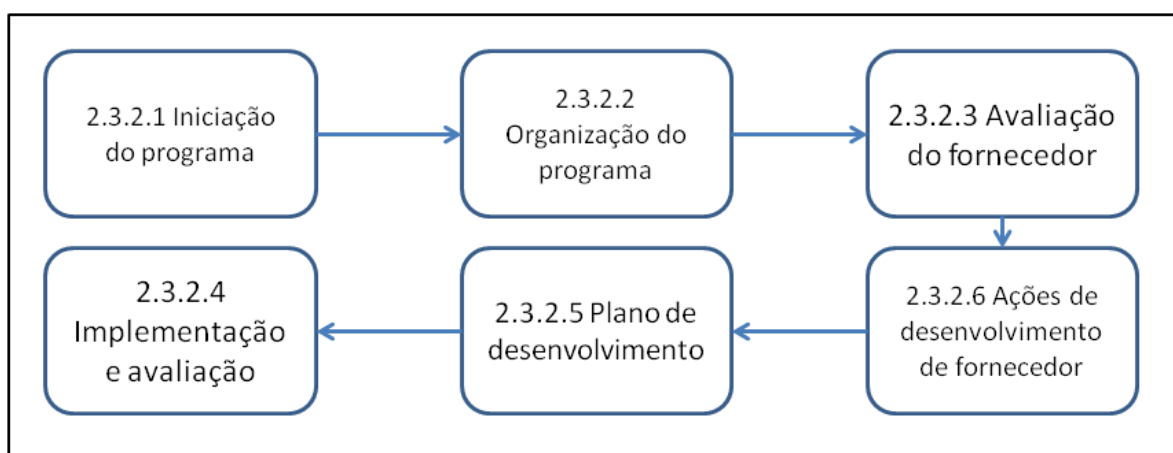 2.3.2.1 Iniciação
do programa
2.3.2.2
Organização do
programa
2.3.2.3 Avaliação
do fornecedor
2.3.2.4
Implementação
e avaliação
2.3.2.5 Plano de
desenvolvimento
2.3.2.6 Ações de
desenvolvimento
de fornecedor